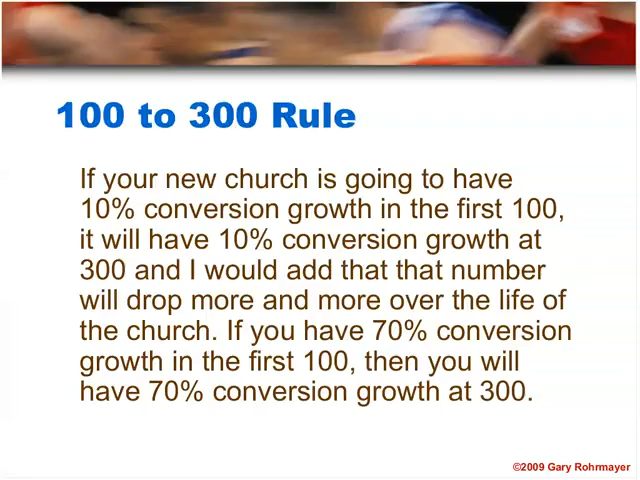 100 to 300 Rule
If your new church is going to have
10% conversion growth in the first 100,
it will have 10% conversion growth at
300 and I would add that that number
will drop more and more over the life of
the church. If you have 70% conversion
growth in the first 100, then you will
have 70% conversion growth at 300.
©2009 Gary Rohrmayer